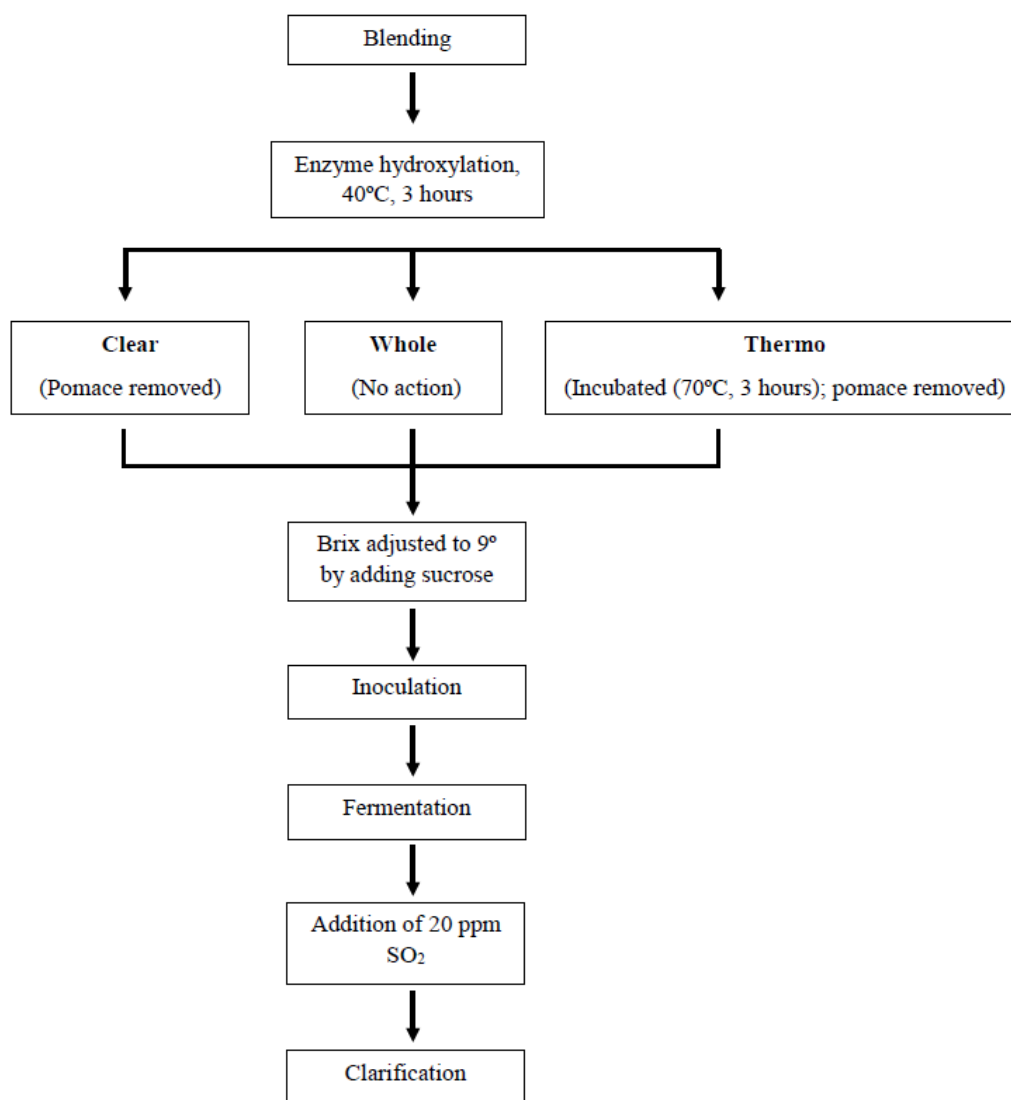 Blending
Enzyme hydroxylation,
40ºC, 3 hours
Clear
(Pomace removed)
Whole
(No action)
Thermo
(Incubated (70ºC, 3 hours); pomace removed)
Brix adjusted to 9º
by adding sucrose
Inoculation
Fermentation
Addition of 20 ppm
SO₂
Clarification